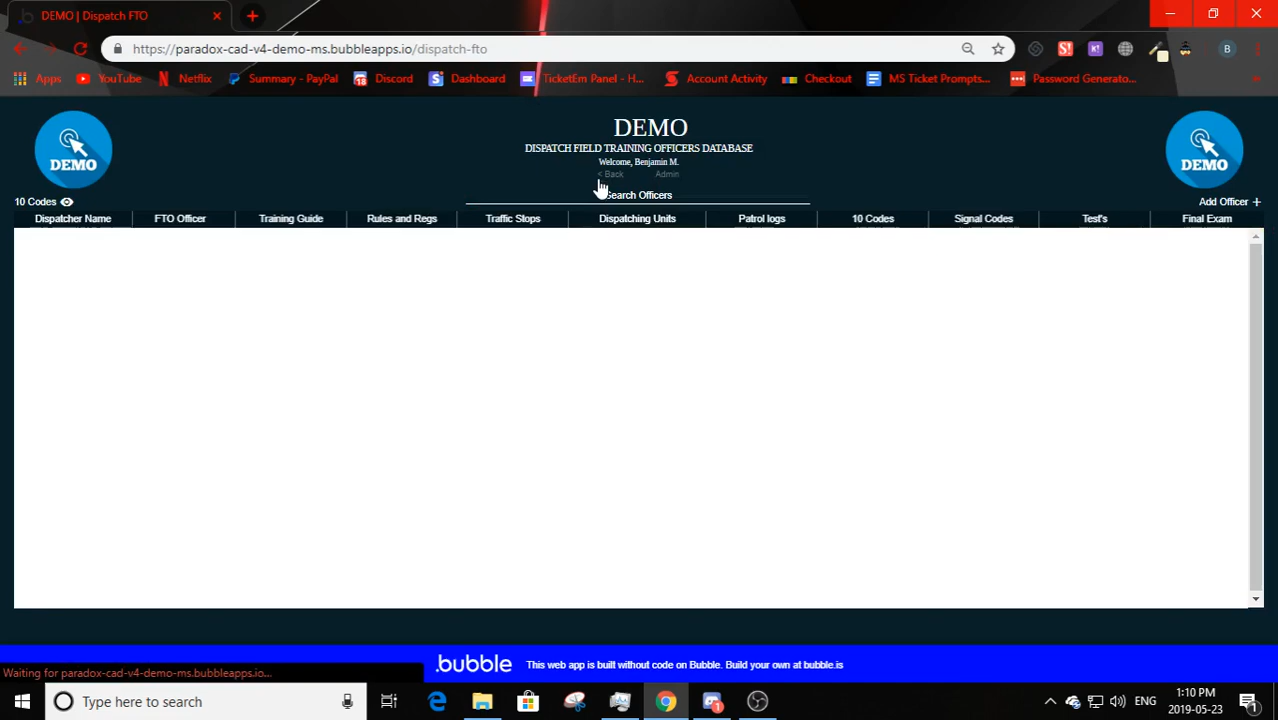 DEMO | Dispatch FTO
https://paradox-cad-v4-demo-ms.bubbleapps.io/dispatch-fto
B
Apps YouTube Netflix Summary - PayPal 18 Discord Dashboard TicketEm Panel - H... Account Activity Checkout MS Ticket Prompts... Password Generato...
DEMO
DEMO
DEMO
DISPATCH FIELD TRAINING OFFICERS DATABASE
Welcome, Benjamin M.
< Back Admin
10 Codes Search Officers Add Officer +
Dispatcher Name FTO Officer Training Guide Rules and Regs Traffic Stops Dispatching Units Patrol logs 10 Codes Signal Codes Test's Final Exam
Waiting for paradox-cad-v4-demo-ms.bubbleapps.io...
.bubble This web app is built without code on Bubble. Build your own at bubble.is
Type here to search
1
ENG
1:10 PM
2019-05-23
1